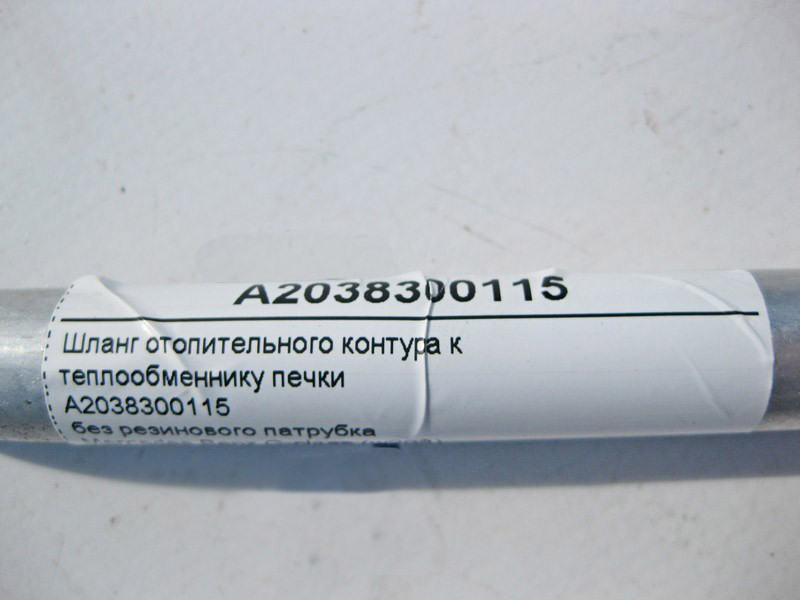 A2038300115
Шланг отопительного контура к
теплообменнику печки
A2038300115
без резинового патрубка